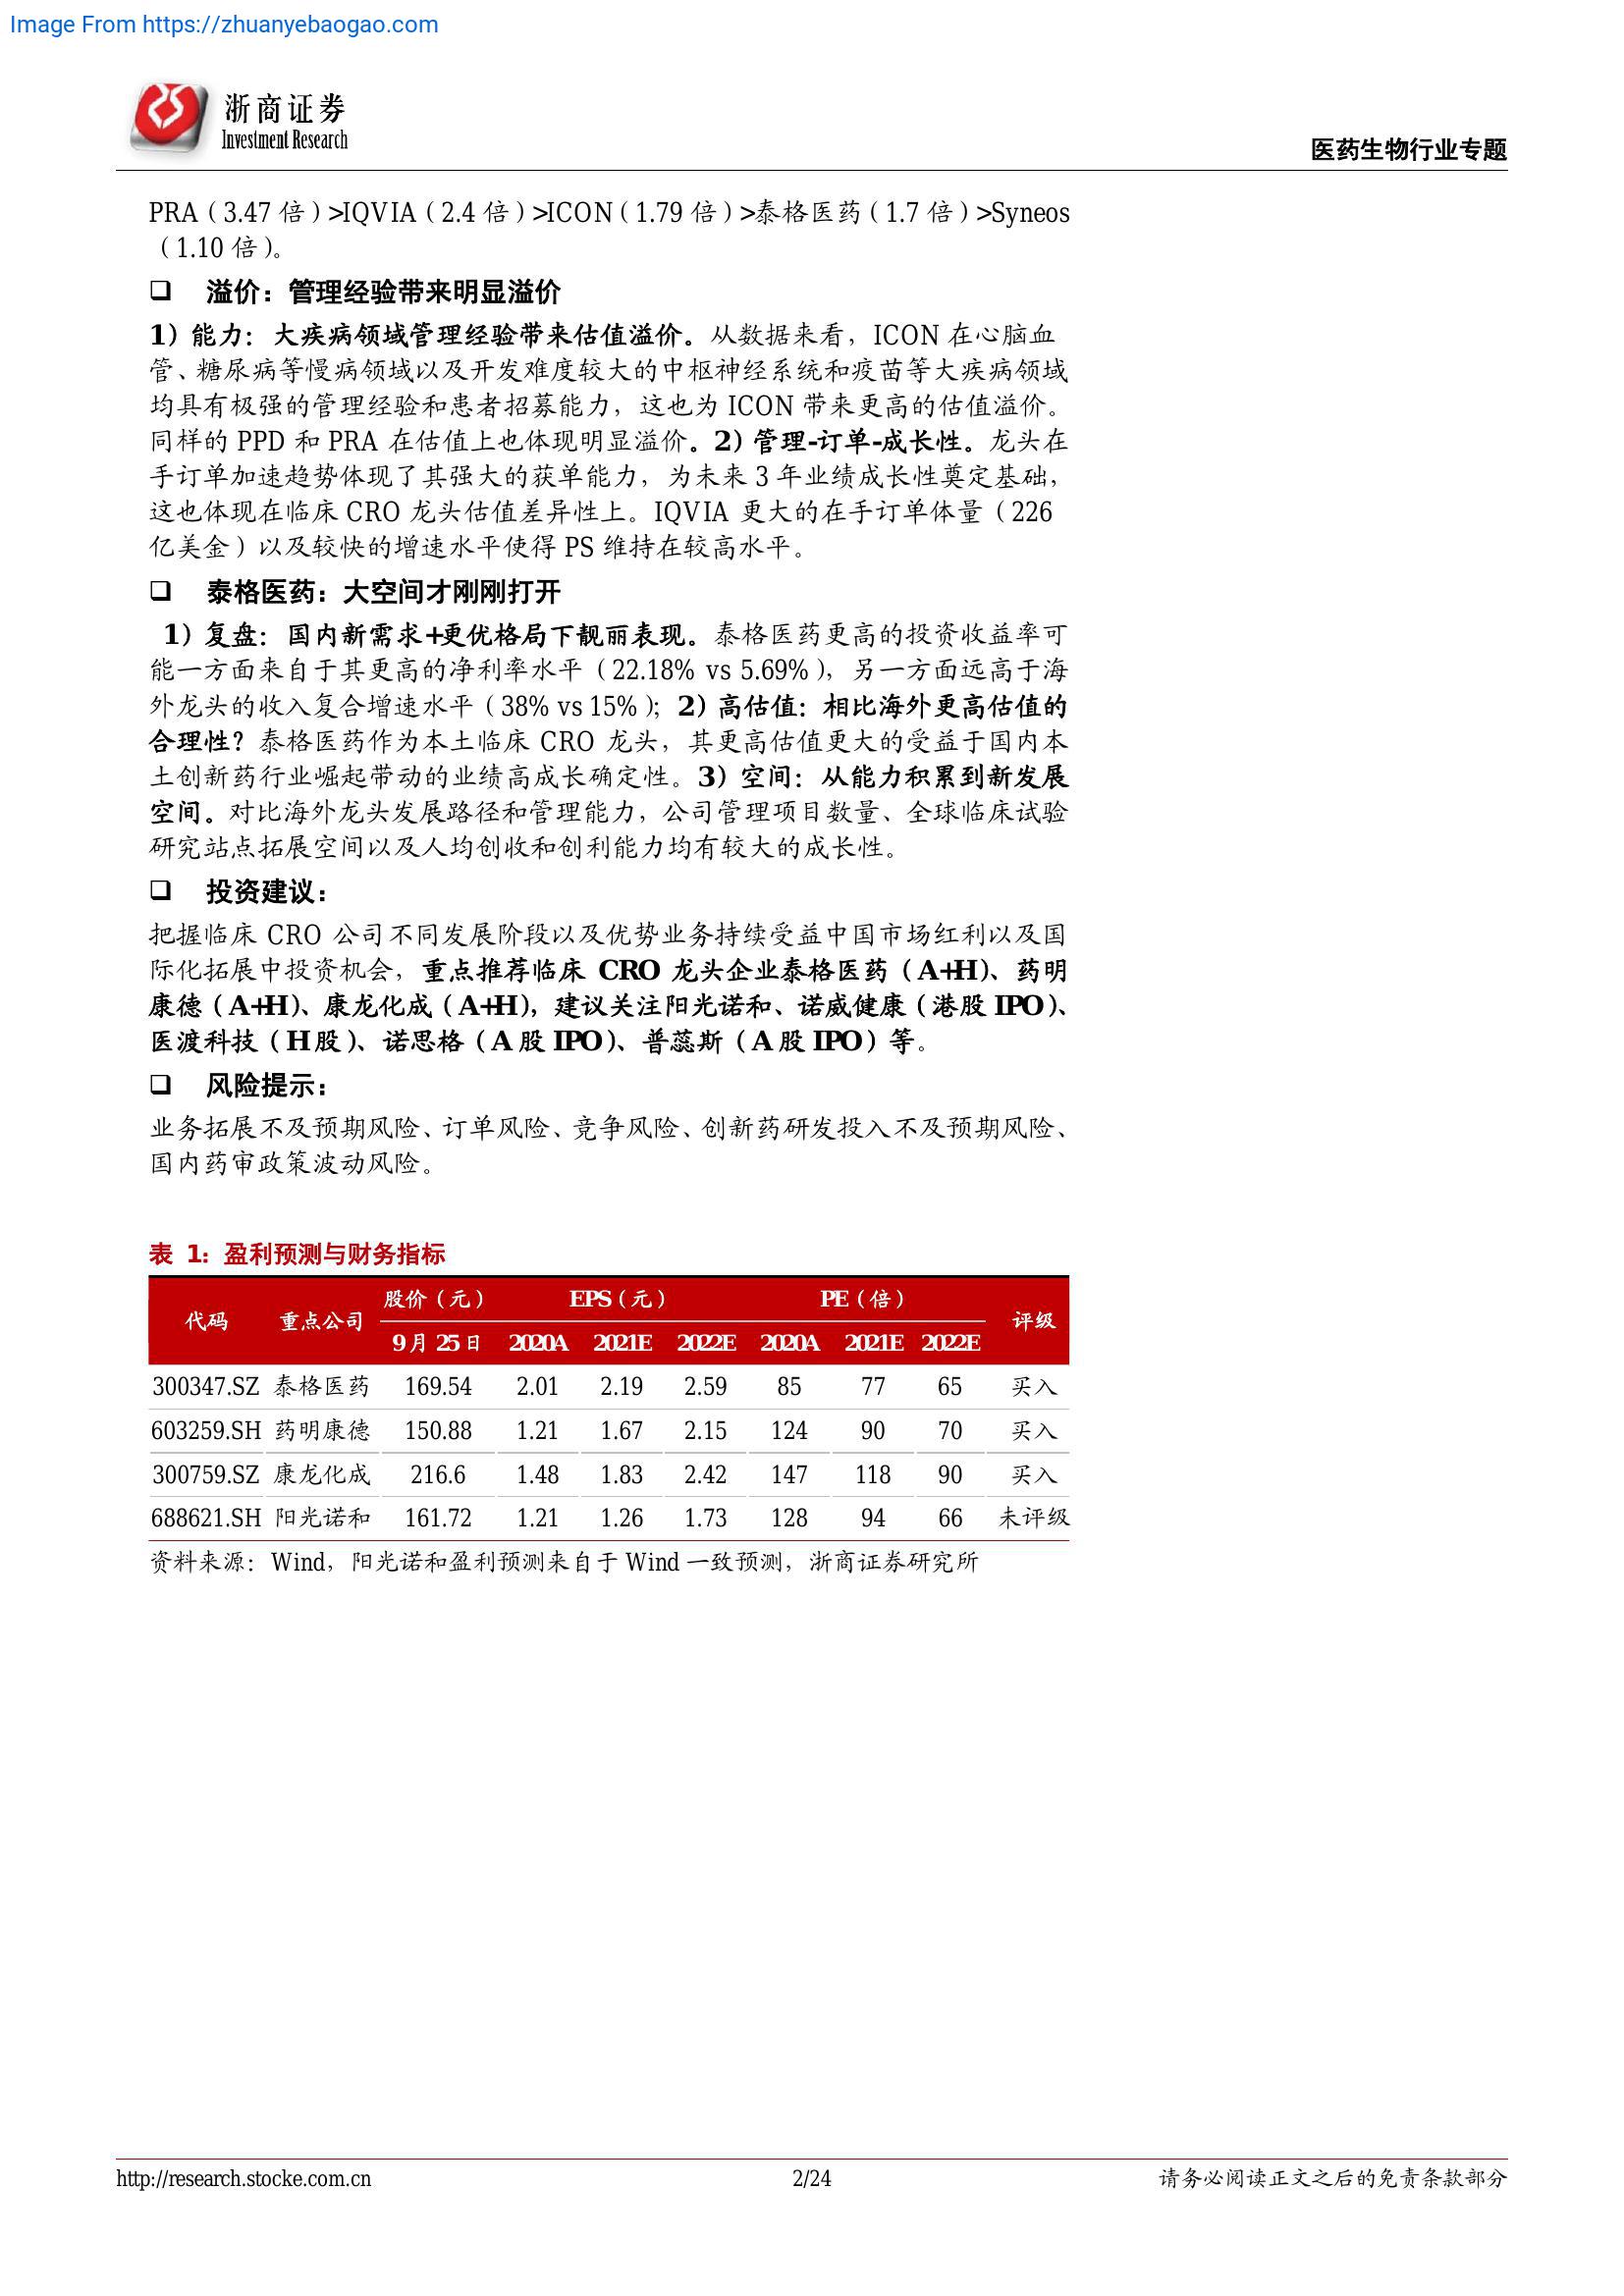 Image From https://zhuanyebaogao.com
浙商证券
Investment Research
医药生物行业专题
PRA（3.47 倍）>IQVIA（2.4 倍）>ICON（1.79 倍）>泰格医药（1.7 倍）>Syneos
（1.10 倍）。
❑ 溢价：管理经验带来明显溢价
1）能力：大疾病领域管理经验带来估值溢价。从数据来看，ICON 在心脑血
管、糖尿病等慢病领域以及开发难度较大的中枢神经系统和疫苗等大疾病领域
均具有极强的管理经验和患者招募能力，这也为 ICON 带来更高的估值溢价。
同样的 PPD 和 PRA 在估值上也体现明显溢价。2）管理-订单-成长性。龙头在
手订单加速趋势体现了其强大的获单能力，为未来 3 年业绩成长性奠定基础，
这也体现在临床 CRO 龙头估值差异性上。IQVIA 更大的在手订单体量（226
亿美金）以及较快的增速水平使得 PS 维持在较高水平。
❑ 泰格医药：大空间才刚刚打开
1）复盘：国内新需求+更优格局下靓丽表现。泰格医药更高的投资收益率可
能一方面来自于其更高的净利率水平（22.18% vs 5.69%），另一方面远高于海
外龙头的收入复合增速水平（38% vs 15%）；2）高估值：相比海外更高估值的
合理性？泰格医药作为本土临床 CRO 龙头，其更高估值更大的受益于国内本
土创新药行业崛起带动的业绩高成长确定性。3）空间：从能力积累到新发展
空间。对比海外龙头发展路径和管理能力，公司管理项目数量、全球临床试验
研究站点拓展空间以及人均创收和创利能力均有较大的成长性。
❑ 投资建议：
把握临床 CRO 公司不同发展阶段以及优势业务持续受益中国市场红利以及国
际化拓展中投资机会，重点推荐临床 CRO 龙头企业泰格医药（A+H）、药明
康德（A+H）、康龙化成（A+H），建议关注阳光诺和、诺威健康（港股 IPO）、
医渡科技（H 股）、诺思格（A 股 IPO）、普蕊斯（A 股 IPO）等。
❑ 风险提示：
业务拓展不及预期风险、订单风险、竞争风险、创新药研发投入不及预期风险、
国内药审政策波动风险。
表 1：盈利预测与财务指标
代码 重点公司 股价（元） EPS（元） PE（倍） 评级
9 月 25 日 2020A 2021E 2022E 2020A 2021E 2022E
300347.SZ 泰格医药 169.54 2.01 2.19 2.59 85 77 65 买入
603259.SH 药明康德 150.88 1.21 1.67 2.15 124 90 70 买入
300759.SZ 康龙化成 216.6 1.48 1.83 2.42 147 118 90 买入
688621.SH 阳光诺和 161.72 1.21 1.26 1.73 128 94 66 未评级
资料来源：Wind，阳光诺和盈利预测来自于 Wind 一致预测，浙商证券研究所
http://research.stocke.com.cn
2/24
请务必阅读正文之后的免责条款部分